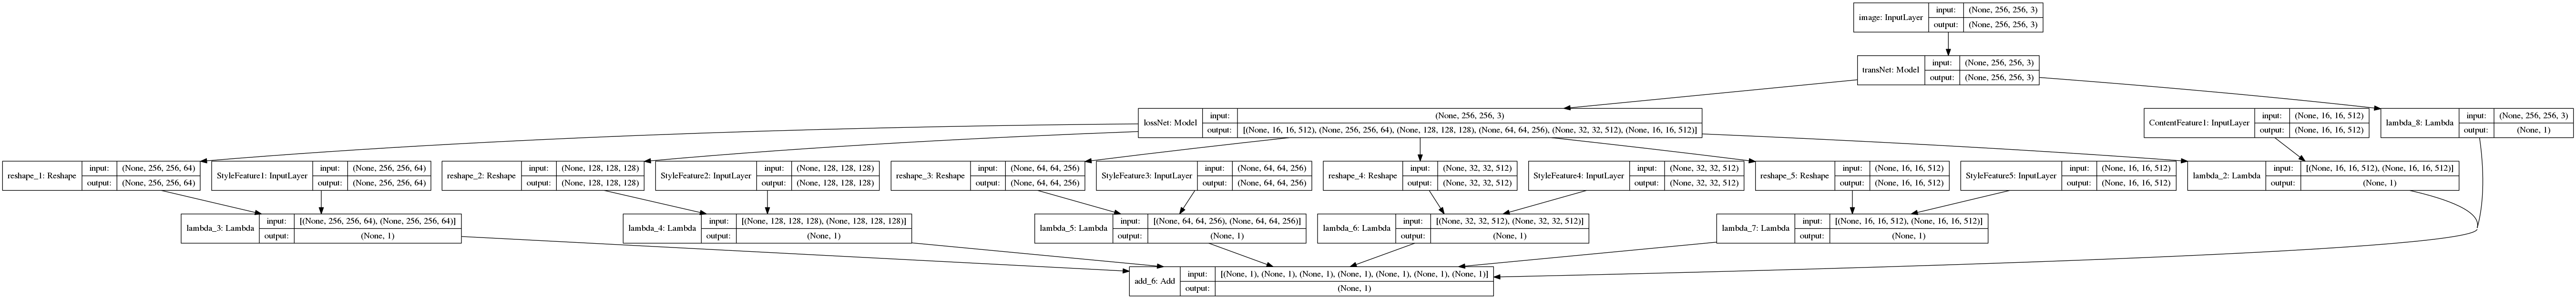 image: InputLayer
input: (None, 256, 256, 3)
output: (None, 256, 256, 3)
transNet: Model
input: (None, 256, 256, 3)
output: (None, 256, 256, 3)
lossNet: Model
input: (None, 256, 256, 3)
output: [(None, 16, 16, 512), (None, 256, 256, 64), (None, 128, 128, 128), (None, 64, 64, 256), (None, 32, 32, 512), (None, 16, 16, 512)]
ContentFeature1: InputLayer
input: (None, 16, 16, 512)
output: (None, 16, 16, 512)
lambda_8: Lambda
input: (None, 256, 256, 3)
output: (None, 1)
reshape_1: Reshape
input: (None, 256, 256, 64)
output: (None, 256, 256, 64)
StyleFeature1: InputLayer
input: (None, 256, 256, 64)
output: (None, 256, 256, 64)
reshape_2: Reshape
input: (None, 128, 128, 128)
output: (None, 128, 128, 128)
StyleFeature2: InputLayer
input: (None, 128, 128, 128)
output: (None, 128, 128, 128)
reshape_3: Reshape
input: (None, 64, 64, 256)
output: (None, 64, 64, 256)
StyleFeature3: InputLayer
input: (None, 64, 64, 256)
output: (None, 64, 64, 256)
reshape_4: Reshape
input: (None, 32, 32, 512)
output: (None, 32, 32, 512)
StyleFeature4: InputLayer
input: (None, 32, 32, 512)
output: (None, 32, 32, 512)
reshape_5: Reshape
input: (None, 16, 16, 512)
output: (None, 16, 16, 512)
StyleFeature5: InputLayer
input: (None, 16, 16, 512)
output: (None, 16, 16, 512)
lambda_2: Lambda
input: [(None, 16, 16, 512), (None, 16, 16, 512)]
output: (None, 1)
lambda_3: Lambda
input: [(None, 256, 256, 64), (None, 256, 256, 64)]
output: (None, 1)
lambda_4: Lambda
input: [(None, 128, 128, 128), (None, 128, 128, 128)]
output: (None, 1)
lambda_5: Lambda
input: [(None, 64, 64, 256), (None, 64, 64, 256)]
output: (None, 1)
lambda_6: Lambda
input: [(None, 32, 32, 512), (None, 32, 32, 512)]
output: (None, 1)
lambda_7: Lambda
input: [(None, 16, 16, 512), (None, 16, 16, 512)]
output: (None, 1)
add_6: Add
input: [(None, 1), (None, 1), (None, 1), (None, 1), (None, 1), (None, 1), (None, 1)]
output: (None, 1)